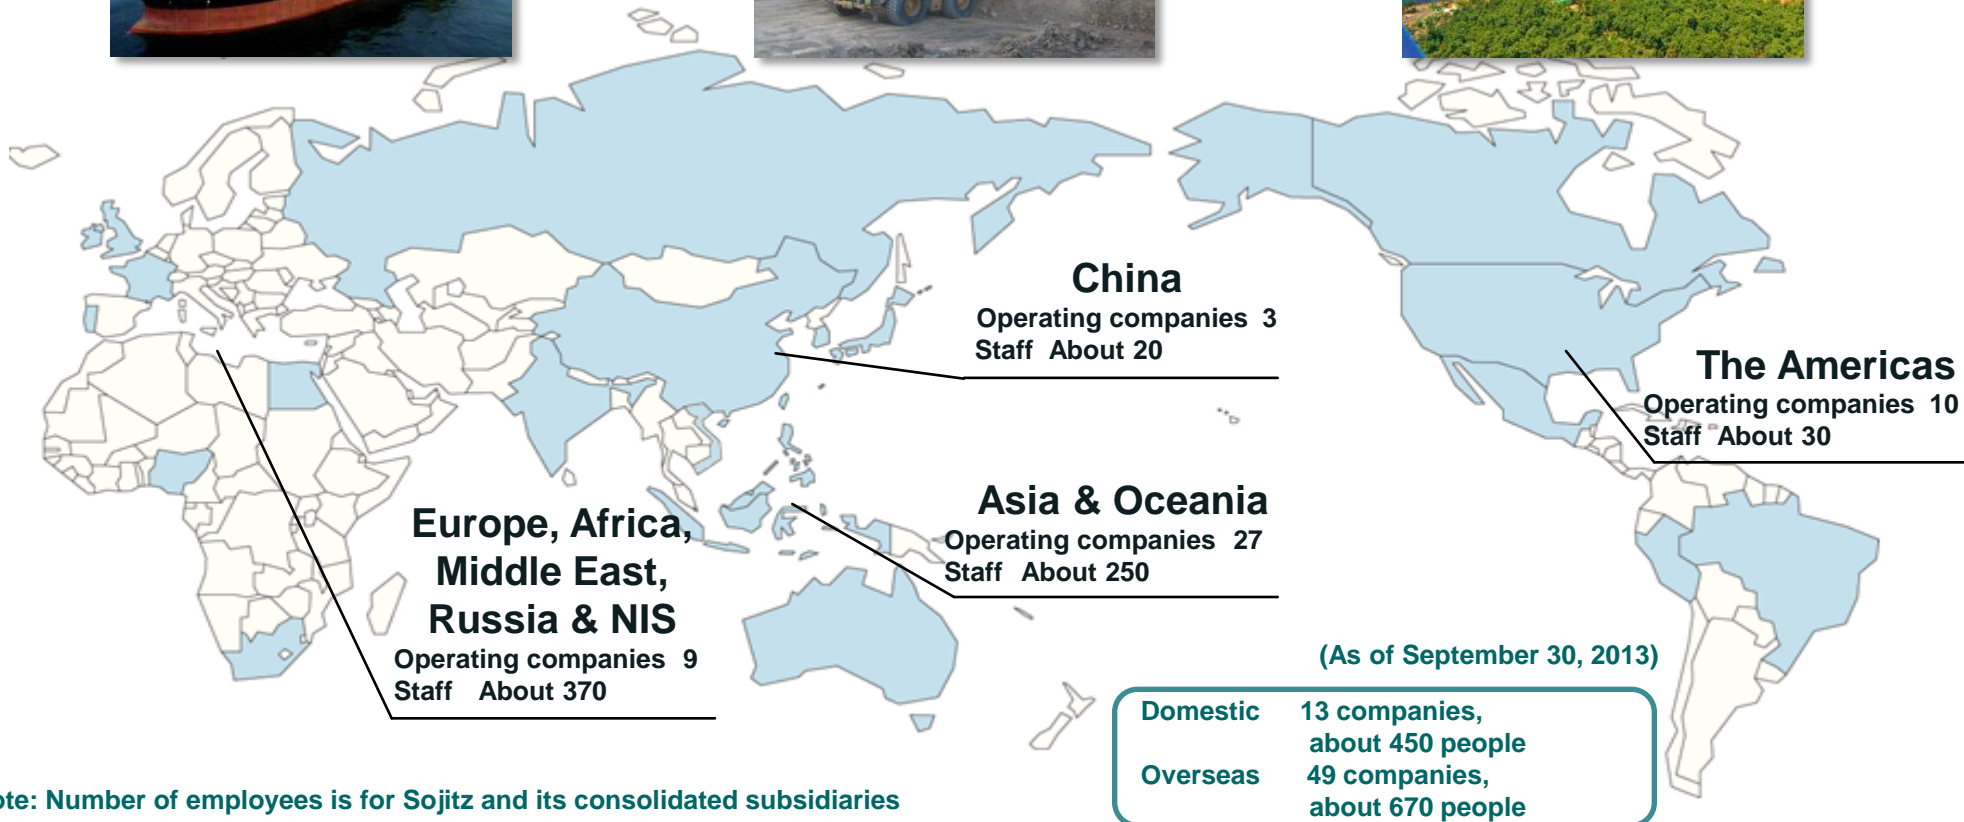 China
Operating companies 3
Staff About 20
The Americas
Operating companies 10
Staff About 30
Asia & Oceania
Operating companies 27
Staff About 250
Europe, Africa,
Middle East,
Russia & NIS
Operating companies 9
Staff About 370
(As of September 30, 2013)
Domestic 13 companies,
about 450 people
Overseas 49 companies,
about 670 people
ote: Number of employees is for Sojitz and its consolidated subsidiaries